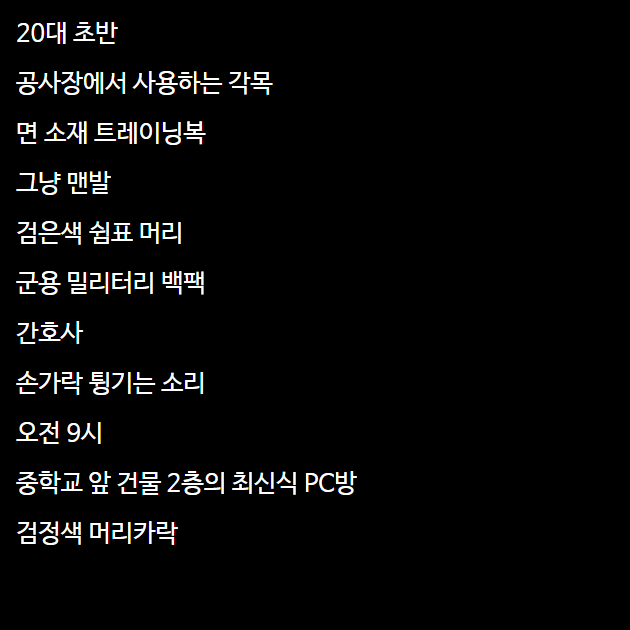 20대 초반
공사장에서 사용하는 각목
면 소재 트레이닝복
그냥 맨발
검은색 쉼표 머리
군용 밀리터리 백팩
간호사
손가락 튕기는 소리
오전 9시
중학교 앞 건물 2층의 최신식 PC방
검정색 머리카락